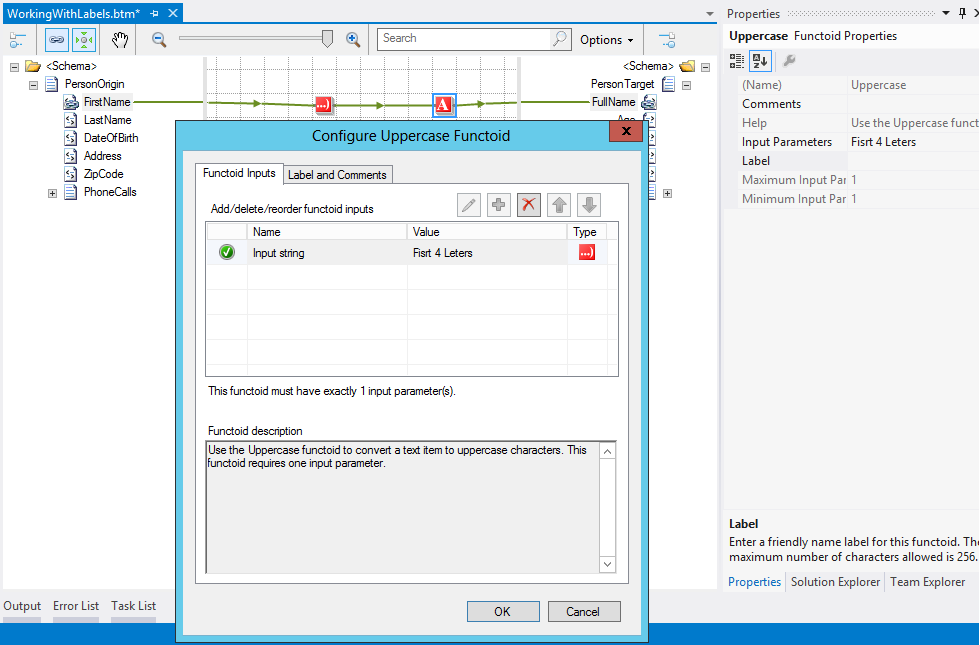 WorkingWithLabels.btm*
Search
Options
<Schema>
PersonOrigin
FirstName
LastName
DateOfBirth
Address
ZipCode
PhoneCalls
<Schema>
PersonTarget
FullName
Configure Uppercase Functoid
Functoid Inputs
Label and Comments
Add/delete/reorder functoid inputs
Name Value Type
Input string Fisrt 4 Leters
This functoid must have exactly 1 input parameter(s).
Functoid description
Use the Uppercase functoid to convert a text item to uppercase characters. This
functoid requires one input parameter.
OK Cancel
Output Error List Task List
Properties
Uppercase Functoid Properties
(Name) Uppercase
Comments
Help Use the Uppercase funct
Input Parameters Fisrt 4 Leters
Label
Maximum Input Par 1
Minimum Input Par 1
Label
Enter a friendly name label for this functoid. The
maximum number of characters allowed is 256.
Properties Solution Explorer Team Explorer